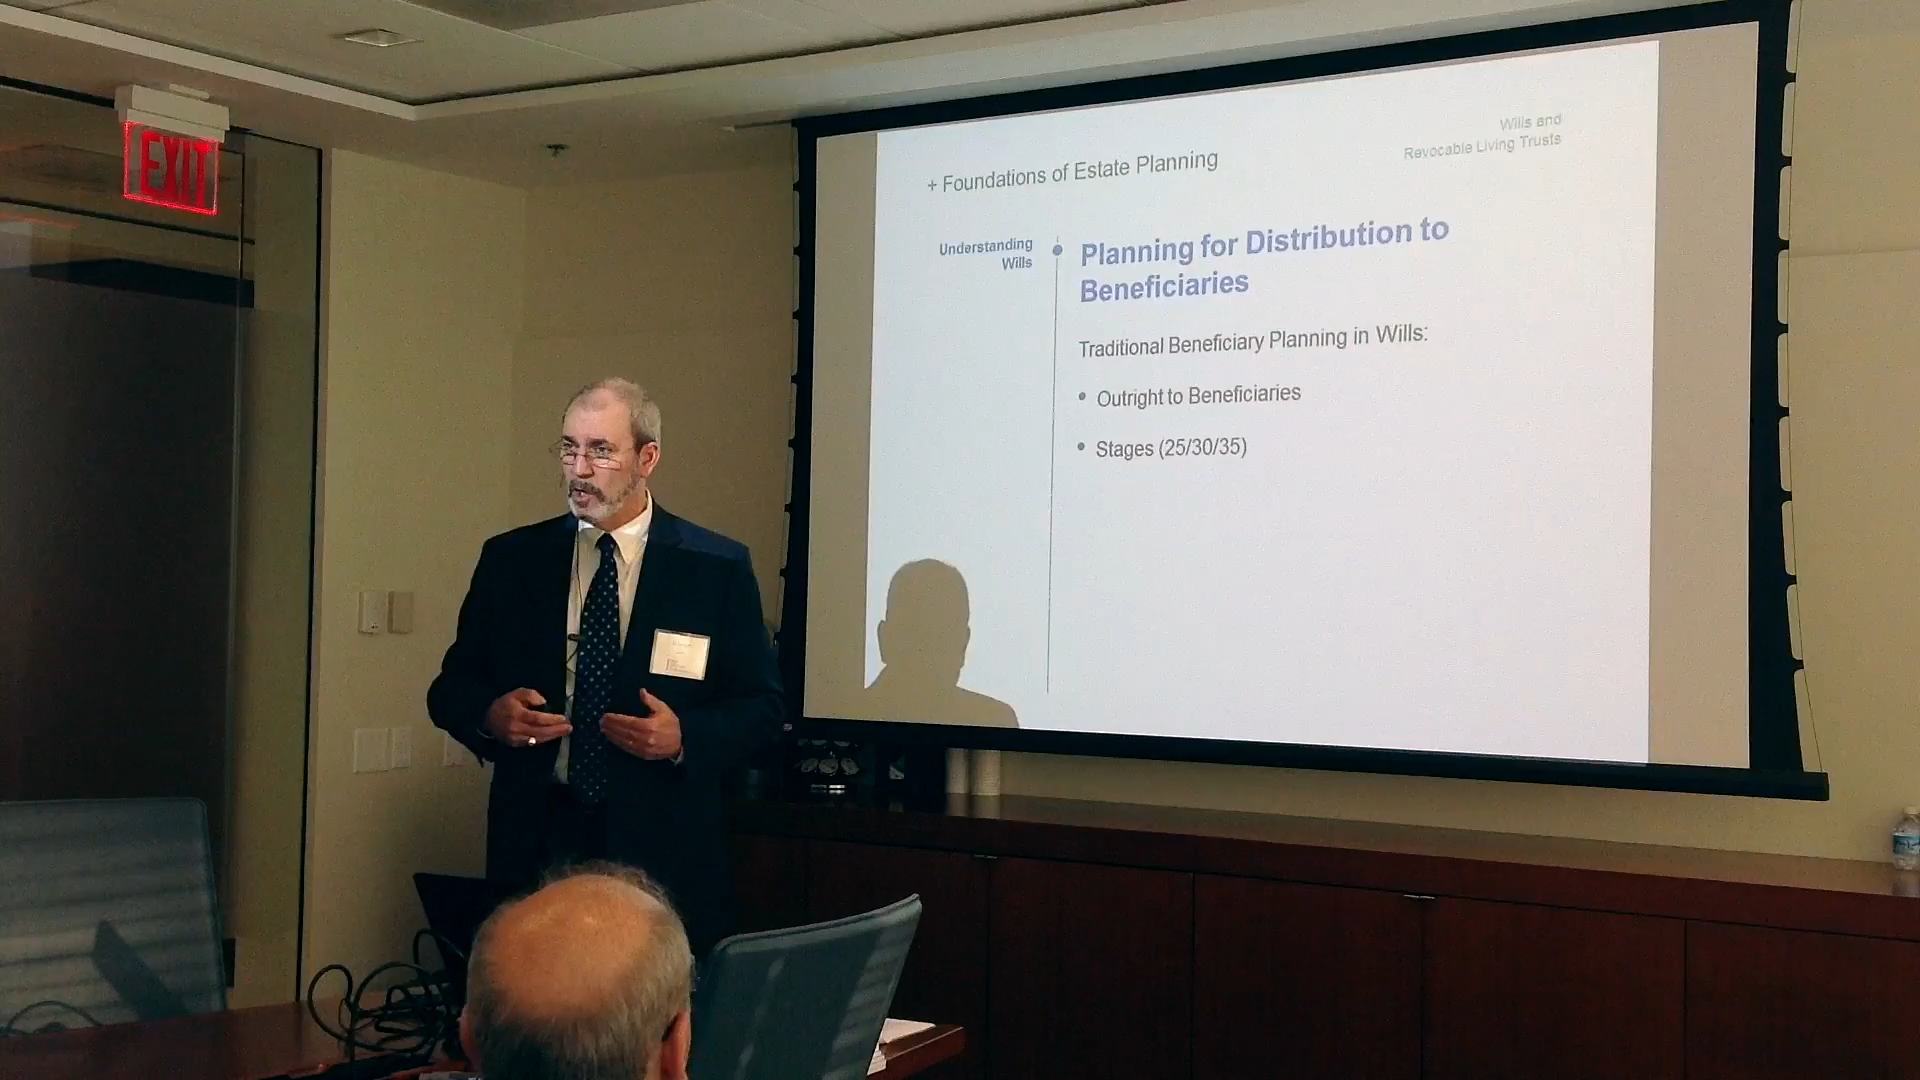 EXIT
Wills and
Revocable Living Trusts
+ Foundations of Estate Planning
Understanding
Wills
Planning for Distribution to
Beneficiaries
Traditional Beneficiary Planning in Wills:
• Outright to Beneficiaries
• Stages (25/30/35)